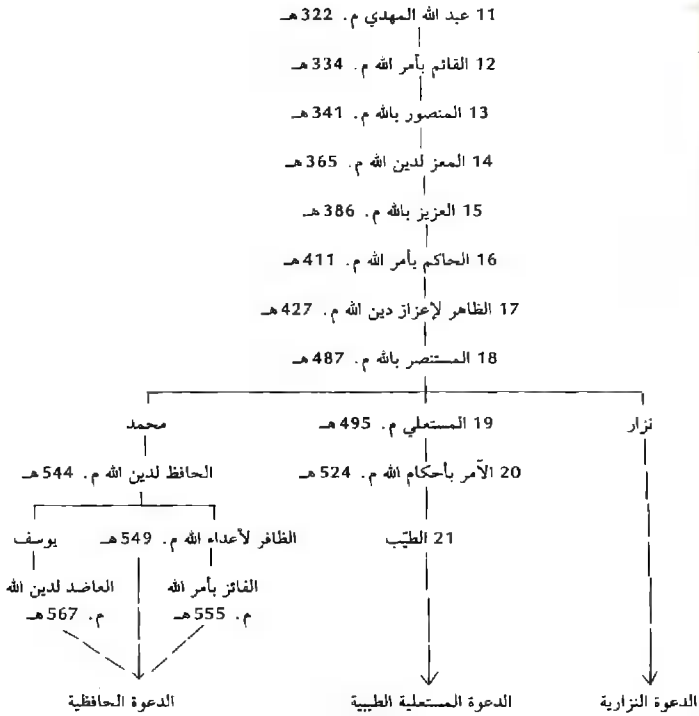 11 عبد الله المهدي م. 322 هـ
12 القائم بأمر الله م. 334 هـ
13 المنصور بالله م. 341 هـ
14 المعز لدين الله م. 365 هـ
15 العزيز بالله م. 386 هـ
16 الحاكم بأمر الله م. 411 هـ
17 الظاهر لإعزاز دين الله م. 427 هـ
18 المستنصر بالله م. 487 هـ
نزار
19 المستعلي م. 495 هـ
محمد
20 الآمر بأحكام الله م. 524 هـ
الحافظ لدين الله م. 544 هـ
21 الطيّب
الظافر لأعداء الله م. 549 هـ
يوسف
الفائز بأمر الله
م. 555 هـ
العاضد لدين الله
م. 567 هـ
الدعوة النزارية
الدعوة المستعلية الطيبية
الدعوة الحافظية